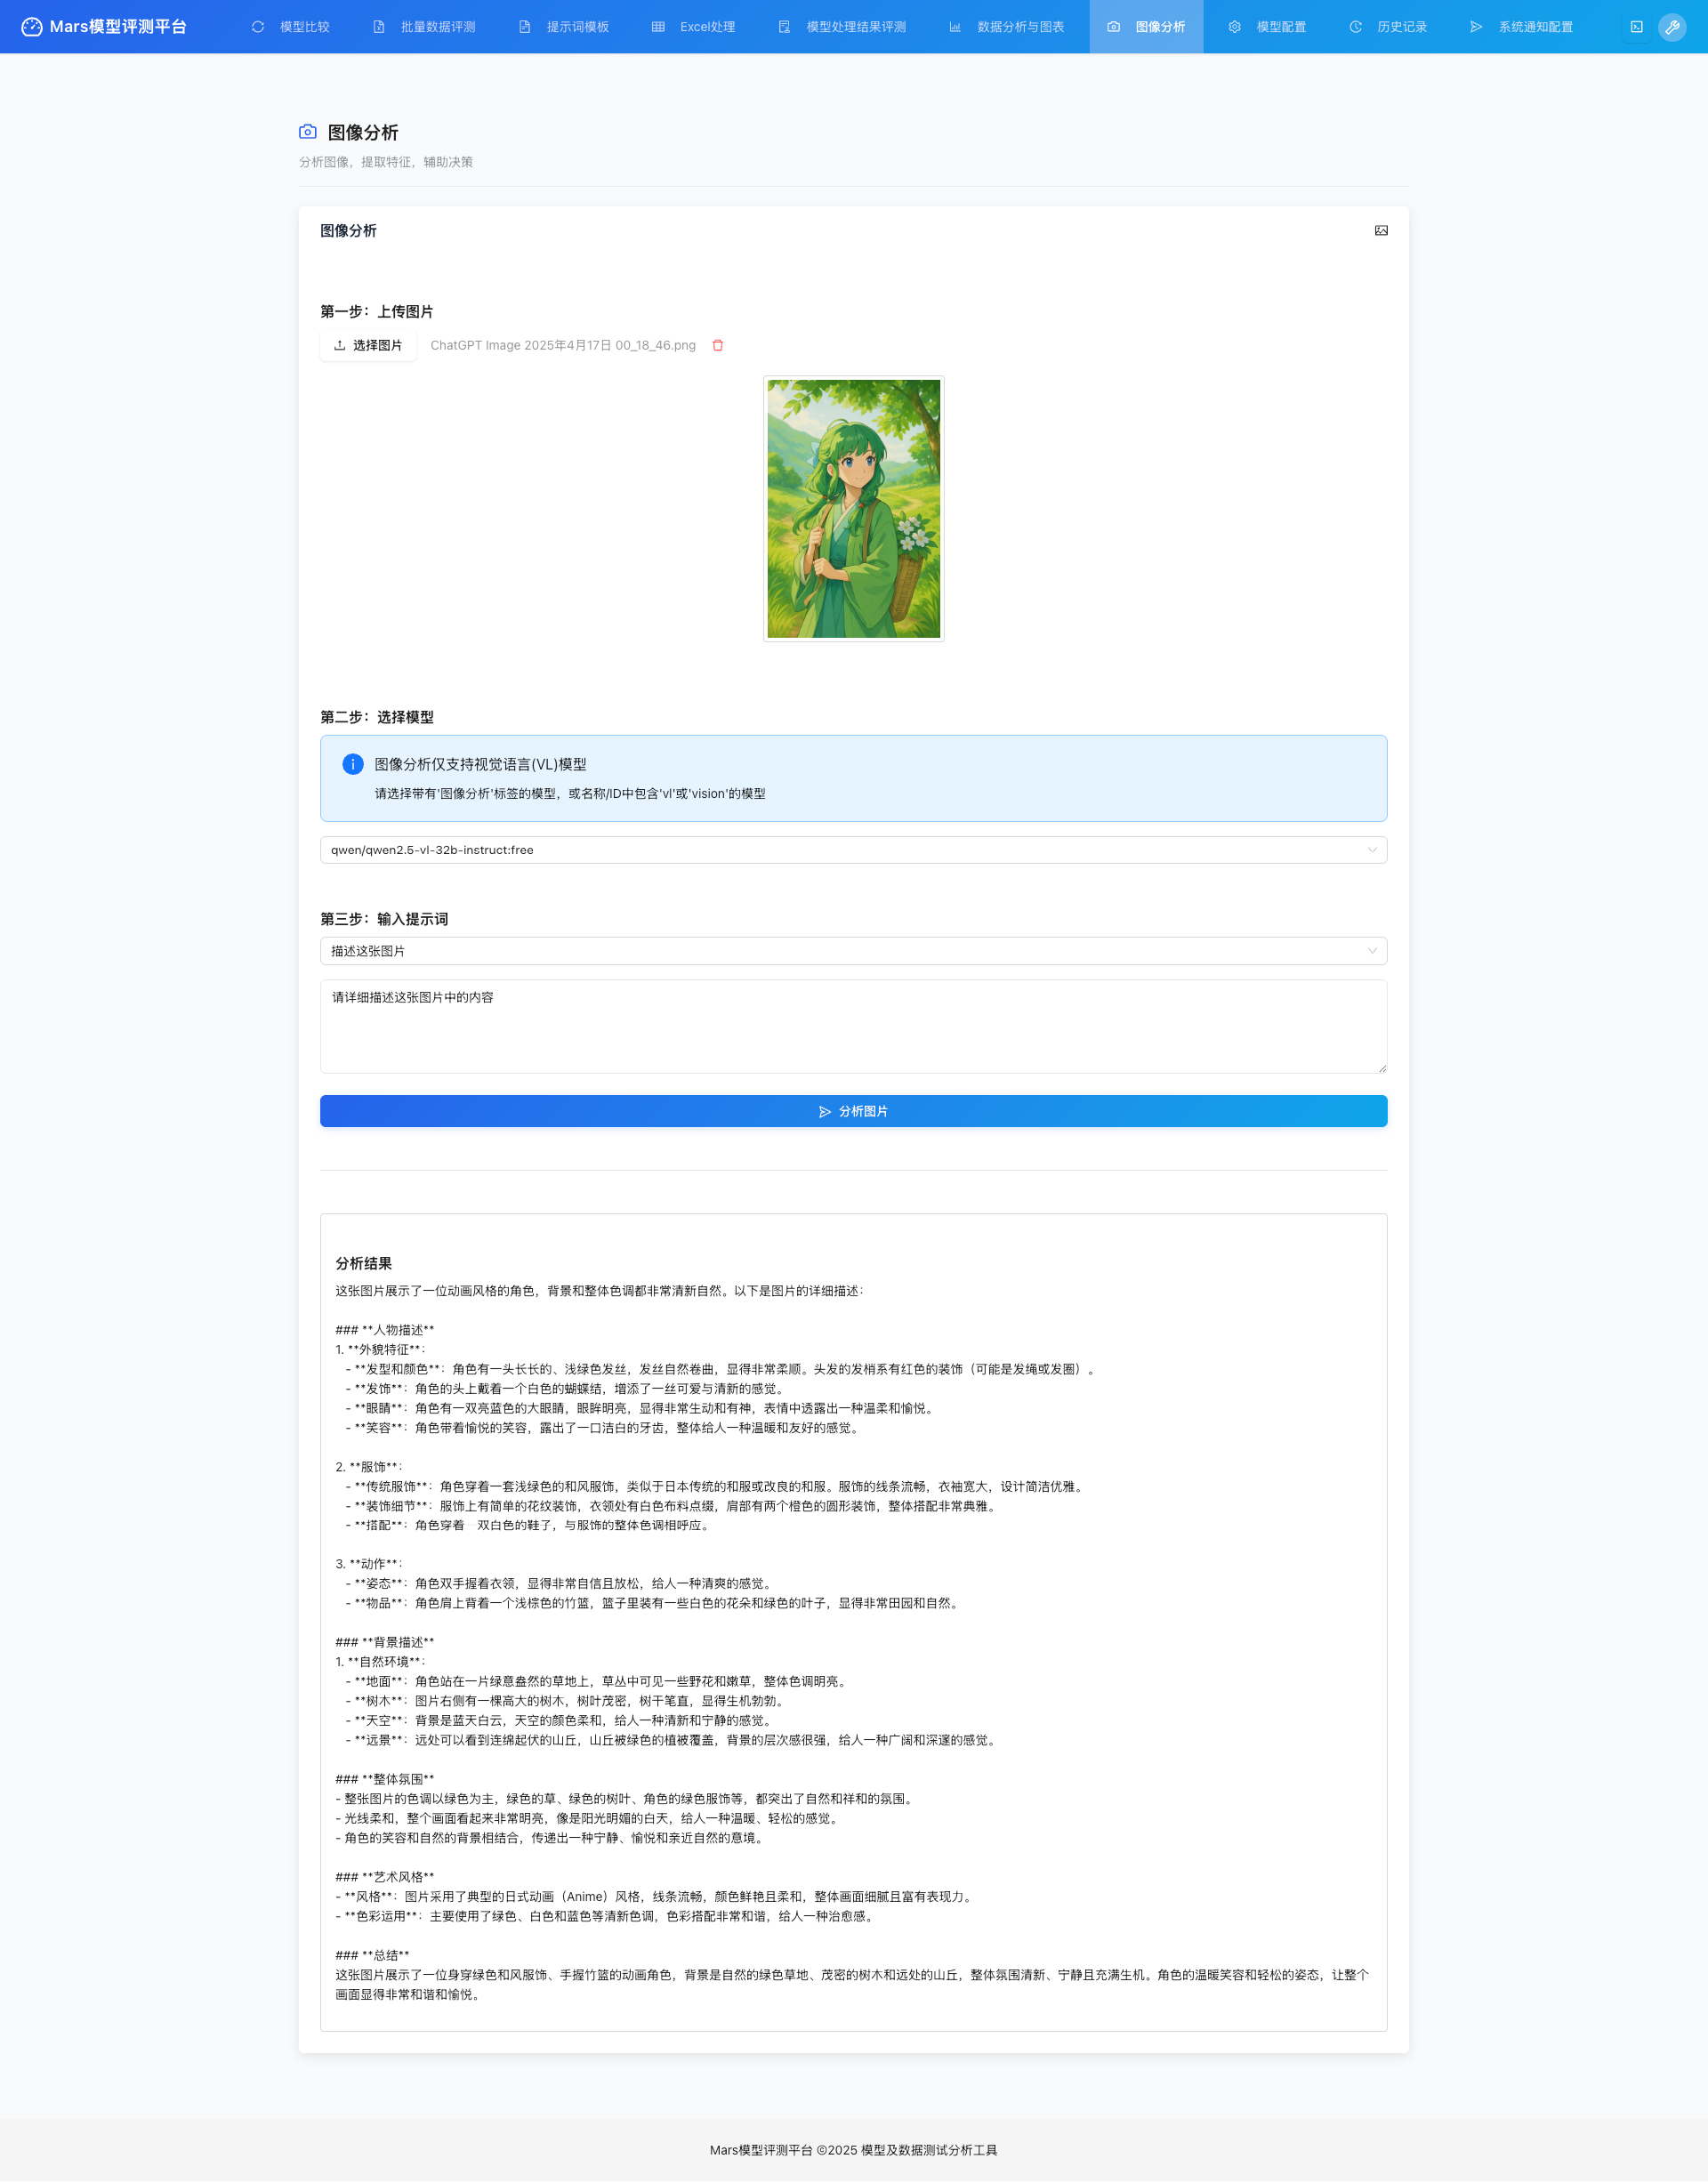 Mars模型评测平台
模型比较
批量数据评测
提示词模板
Excel处理
模型处理结果评测
数据分析与图表
图像分析
模型配置
历史记录
系统通知配置
图像分析
分析图像，提取特征，辅助决策
图像分析
第一步：上传图片
选择图片 ChatGPT Image 2025年4月17日 00_18_46.png
第二步：选择模型
图像分析仅支持视觉语言(VL)模型
请选择带有'图像分析'标签的模型，或名称/ID中包含'vl'或'vision'的模型
qwen/qwen2.5-vl-32b-instruct:free
第三步：输入提示词
描述这张图片
请详细描述这张图片中的内容
分析图片
分析结果
这张图片展示了一位动画风格的角色，背景和整体色调都非常清新自然。以下是图片的详细描述：
### **人物描述**
1. **外貌特征**：
- **发型和颜色**：角色有一头长长的、浅绿色发丝，发丝自然卷曲，显得非常柔顺。头发的发梢系有红色的装饰（可能是发绳或发圈）。
- **发饰**：角色的头上戴着一个白色的蝴蝶结，增添了一丝可爱与清新的感觉。
- **眼睛**：角色有一双亮蓝色的大眼睛，眼眸明亮，显得非常生动和有神，表情中透露出一种温柔和愉悦。
- **笑容**：角色带着愉悦的笑容，露出了一口洁白的牙齿，整体给人一种温暖和友好的感觉。
2. **服饰**：
- **传统服饰**：角色穿着一套浅绿色的和风服饰，类似于日本传统的和服或改良的和服。服饰的线条流畅，衣袖宽大，设计简洁优雅。
- **装饰细节**：服饰上有简单的花纹装饰，衣领处有白色布料点缀，肩部有两个橙色的圆形装饰，整体搭配非常典雅。
- **搭配**：角色穿着一双白色的鞋子，与服饰的整体色调相呼应。
3. **动作**：
- **姿态**：角色双手握着衣领，显得非常自信且放松，给人一种清爽的感觉。
- **物品**：角色肩上背着一个浅棕色的竹篮，篮子里装有一些白色的花朵和绿色的叶子，显得非常田园和自然。
### **背景描述**
1. **自然环境**：
- **地面**：角色站在一片绿意盎然的草地上，草丛中可见一些野花和嫩草，整体色调明亮。
- **树木**：图片右侧有一棵高大的树木，树叶茂密，树干笔直，显得生机勃勃。
- **天空**：背景是蓝天白云，天空的颜色柔和，给人一种清新和宁静的感觉。
- **远景**：远处可以看到连绵起伏的山丘，山丘被绿色的植被覆盖，背景的层次感很强，给人一种广阔和深邃的感觉。
### **整体氛围**
- 整张图片的色调以绿色为主，绿色的草、绿色的树叶、角色的绿色服饰等，都突出了自然和祥和的氛围。
- 光线柔和，整个画面看起来非常明亮，像是阳光明媚的白天，给人一种温暖、轻松的感觉。
- 角色的笑容和自然的背景相结合，传递出一种宁静、愉悦和亲近自然的意境。
### **艺术风格**
- **风格**：图片采用了典型的日式动画（Anime）风格，线条流畅，颜色鲜艳且柔和，整体画面细腻且富有表现力。
- **色彩运用**：主要使用了绿色、白色和蓝色等清新色调，色彩搭配非常和谐，给人一种治愈感。
### **总结**
这张图片展示了一位身穿绿色和风服饰、手握竹篮的动画角色，背景是自然的绿色草地、茂密的树木和远处的山丘，整体氛围清新、宁静且充满生机。角色的温暖笑容和轻松的姿态，让整个
画面显得非常和谐和愉悦。
Mars模型评测平台 ©2025 模型及数据测试分析工具